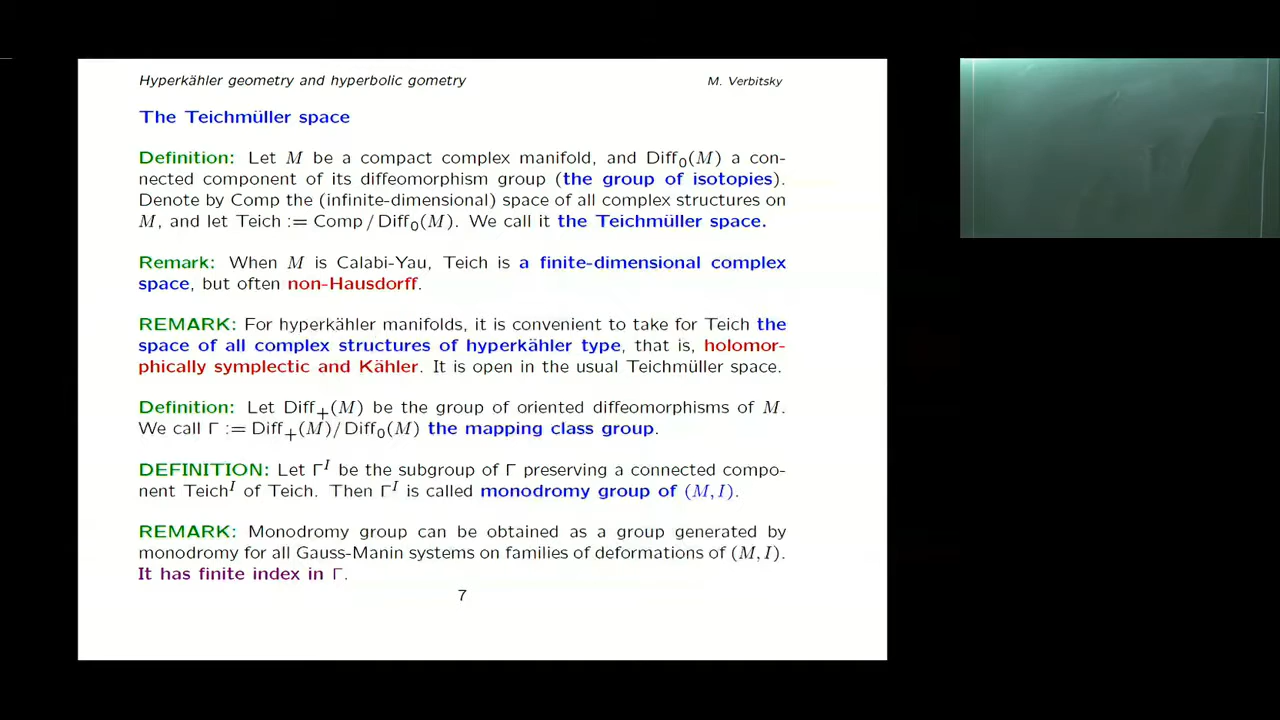 Hyperkähler geometry and hyperbolic gometry M. Verbitsky
The Teichmüller space
Definition: Let M be a compact complex manifold, and Diff₀(M) a con-
nected component of its diffeomorphism group (the group of isotopies).
Denote by Comp the (infinite-dimensional) space of all complex structures on
M, and let Teich := Comp / Diff₀(M). We call it the Teichmüller space.
Remark: When M is Calabi-Yau, Teich is a finite-dimensional complex
space, but often non-Hausdorff.
REMARK: For hyperkähler manifolds, it is convenient to take for Teich the
space of all complex structures of hyperkähler type, that is, holomor-
phically symplectic and Kähler. It is open in the usual Teichmüller space.
Definition: Let Diff₊(M) be the group of oriented diffeomorphisms of M.
We call Γ := Diff₊(M)/ Diff₀(M) the mapping class group.
DEFINITION: Let Γᴵ be the subgroup of Γ preserving a connected compo-
nent Teichᴵ of Teich. Then Γᴵ is called monodromy group of (M, I).
REMARK: Monodromy group can be obtained as a group generated by
monodromy for all Gauss-Manin systems on families of deformations of (M, I).
It has finite index in Γ.
7